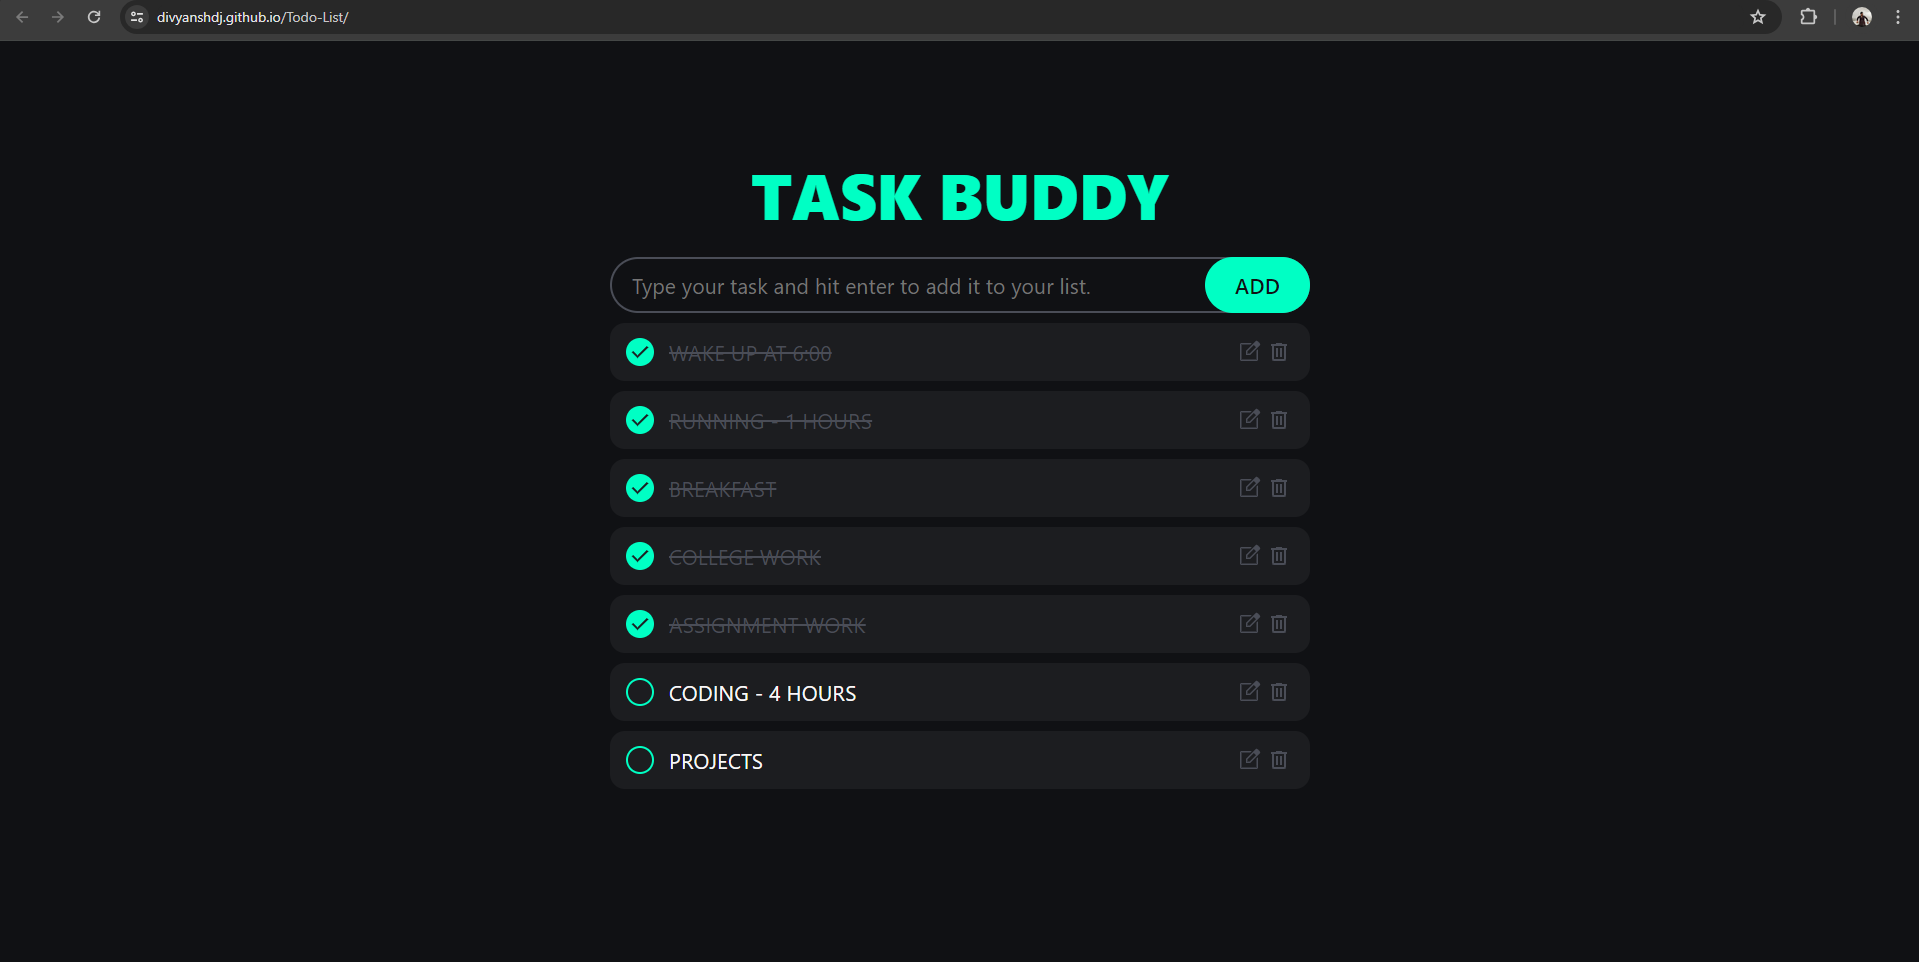 divyanshdj.github.io/Todo-List/
TASK BUDDY
Type your task and hit enter to add it to your list.
ADD
WAKE UP AT 6:00
RUNNING - 1 HOURS
BREAKFAST
COLLEGE WORK
ASSIGNMENT WORK
CODING - 4 HOURS
PROJECTS